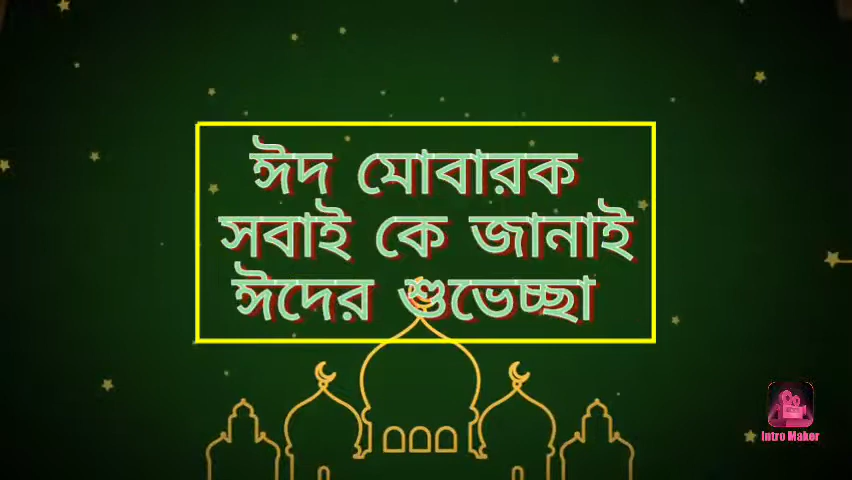 ঈদ মোবারক
সবাই কে জানাই
ঈদের শুভেচ্ছা
Intro Maker